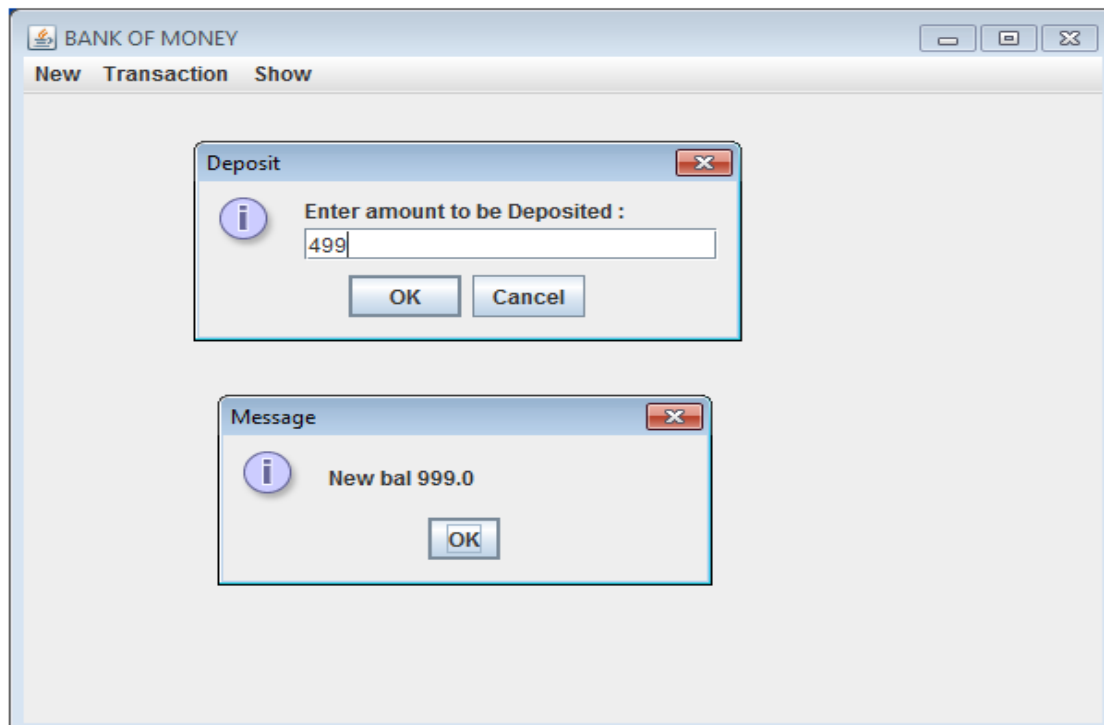 BANK OF MONEY
New Transaction Show
Deposit
Enter amount to be Deposited :
499
OK Cancel
Message
New bal 999.0
OK